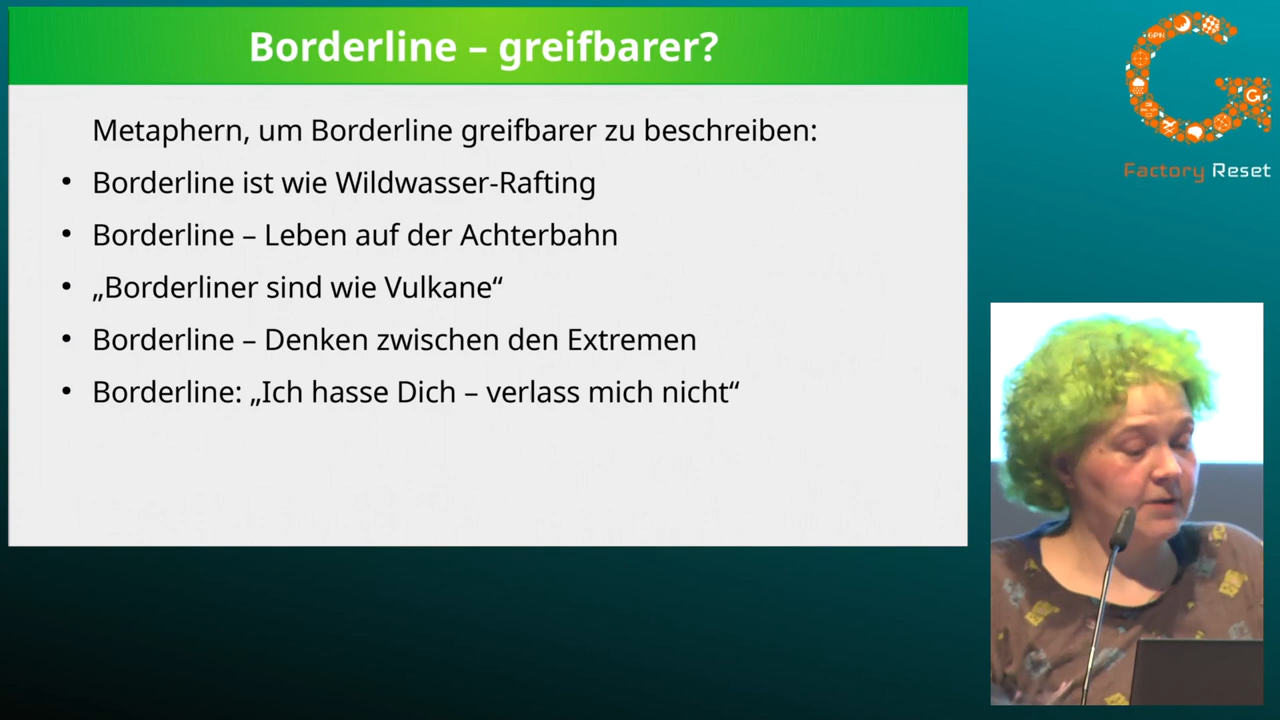 Borderline – greifbarer?
Metaphern, um Borderline greifbarer zu beschreiben:
• Borderline ist wie Wildwasser-Rafting
• Borderline – Leben auf der Achterbahn
• „Borderliner sind wie Vulkane“
• Borderline – Denken zwischen den Extremen
• Borderline: „Ich hasse Dich – verlass mich nicht“
GPN
G
Factory Reset